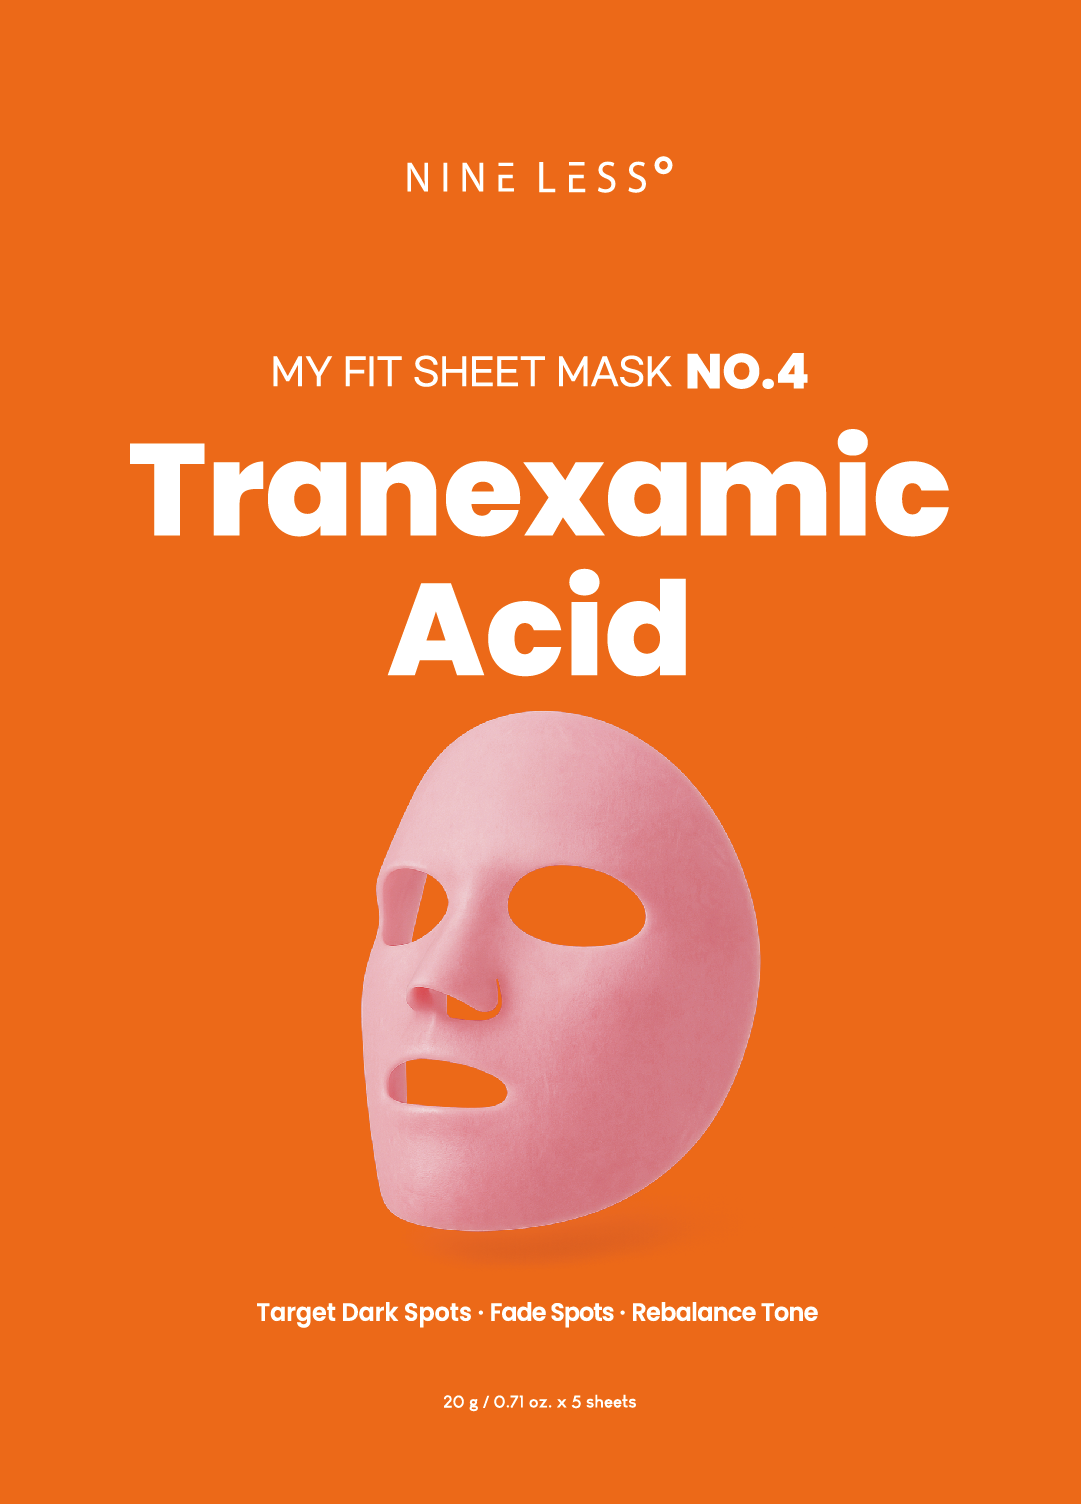 NINE LESS°
MY FIT SHEET MASK NO.4
Tranexamic
Acid
Target Dark Spots · Fade Spots · Rebalance Tone
20 g / 0.71 oz. x 5 sheets